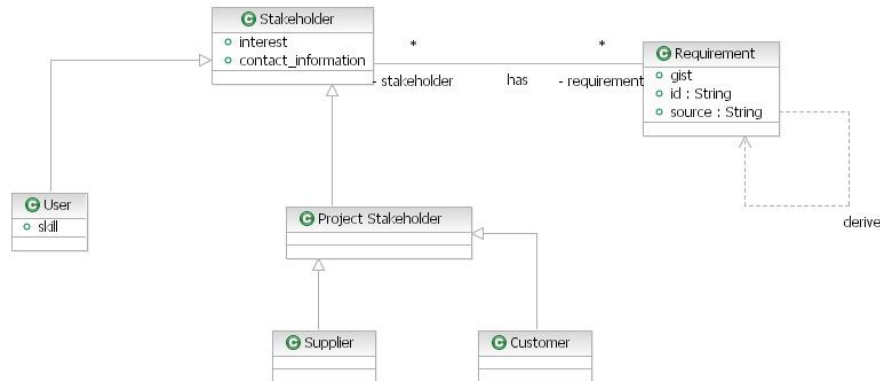 Stakeholder
interest
contact_information
*
*
- stakeholder
has
- requirement
Requirement
gist
id : String
source : String
derive
User
skill
Project Stakeholder
Supplier
Customer